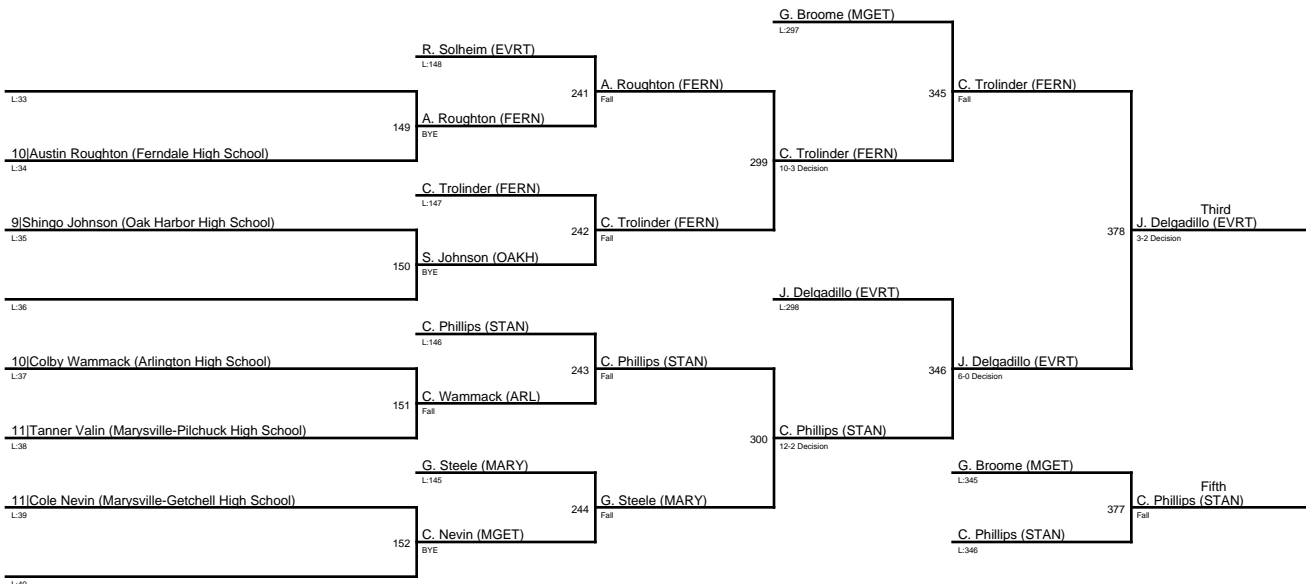 G. Broome (MGET)
L:297
R. Solheim (EVRT)
L:148
241
A. Roughton (FERN)
Fall
345
C. Trolinder (FERN)
Fall
L:33
149
A. Roughton (FERN)
BYE
10|Austin Roughton (Ferndale High School)
L:34
299
C. Trolinder (FERN)
10-3 Decision
C. Trolinder (FERN)
L:147
9|Shingo Johnson (Oak Harbor High School)
L:35
242
C. Trolinder (FERN)
Fall
378
Third
J. Delgadillo (EVRT)
3-2 Decision
150
S. Johnson (OAKH)
BYE
L:36
J. Delgadillo (EVRT)
L:298
C. Phillips (STAN)
L:146
10|Colby Wammack (Arlington High School)
L:37
243
C. Phillips (STAN)
Fall
346
J. Delgadillo (EVRT)
6-0 Decision
151
C. Wammack (ARL)
Fall
11|Tanner Valin (Marysville-Pilchuck High School)
L:38
300
C. Phillips (STAN)
12-2 Decision
G. Steele (MARY)
L:145
G. Broome (MGET)
L:345
11|Cole Nevin (Marysville-Getchell High School)
L:39
244
G. Steele (MARY)
Fall
377
Fifth
C. Phillips (STAN)
Fall
152
C. Nevin (MGET)
BYE
C. Phillips (STAN)
L:346
L:40